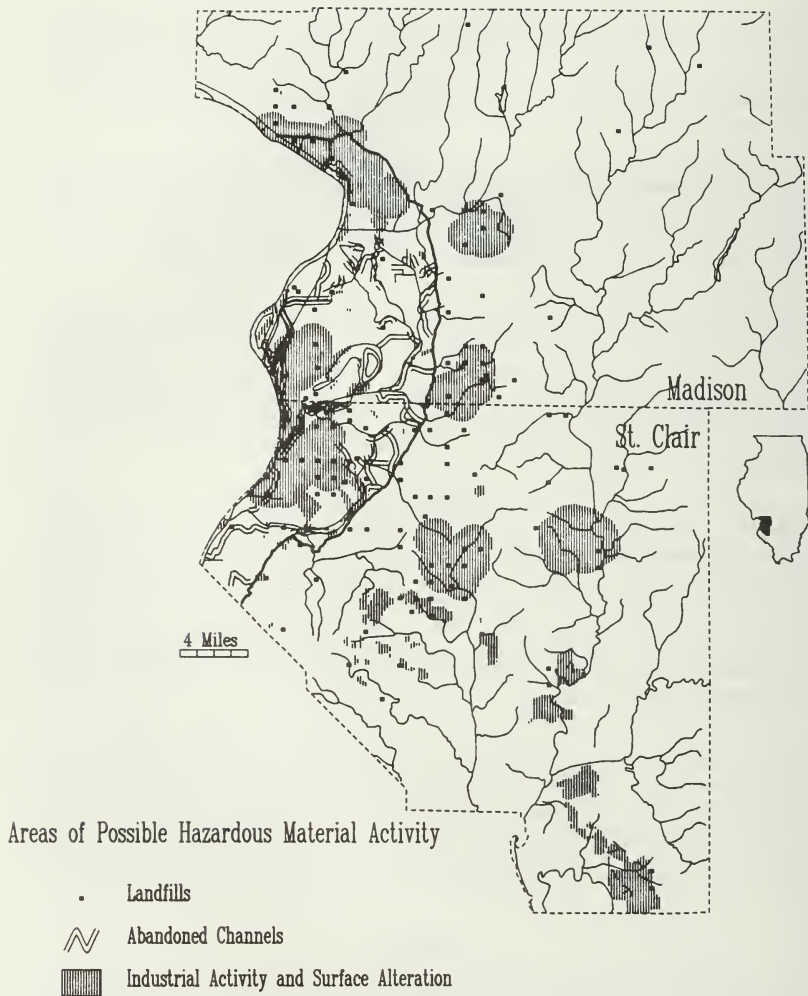 Madison
St. Clair
4 Miles
Areas of Possible Hazardous Material Activity
Landfills
Abandoned Channels
Industrial Activity and Surface Alteration